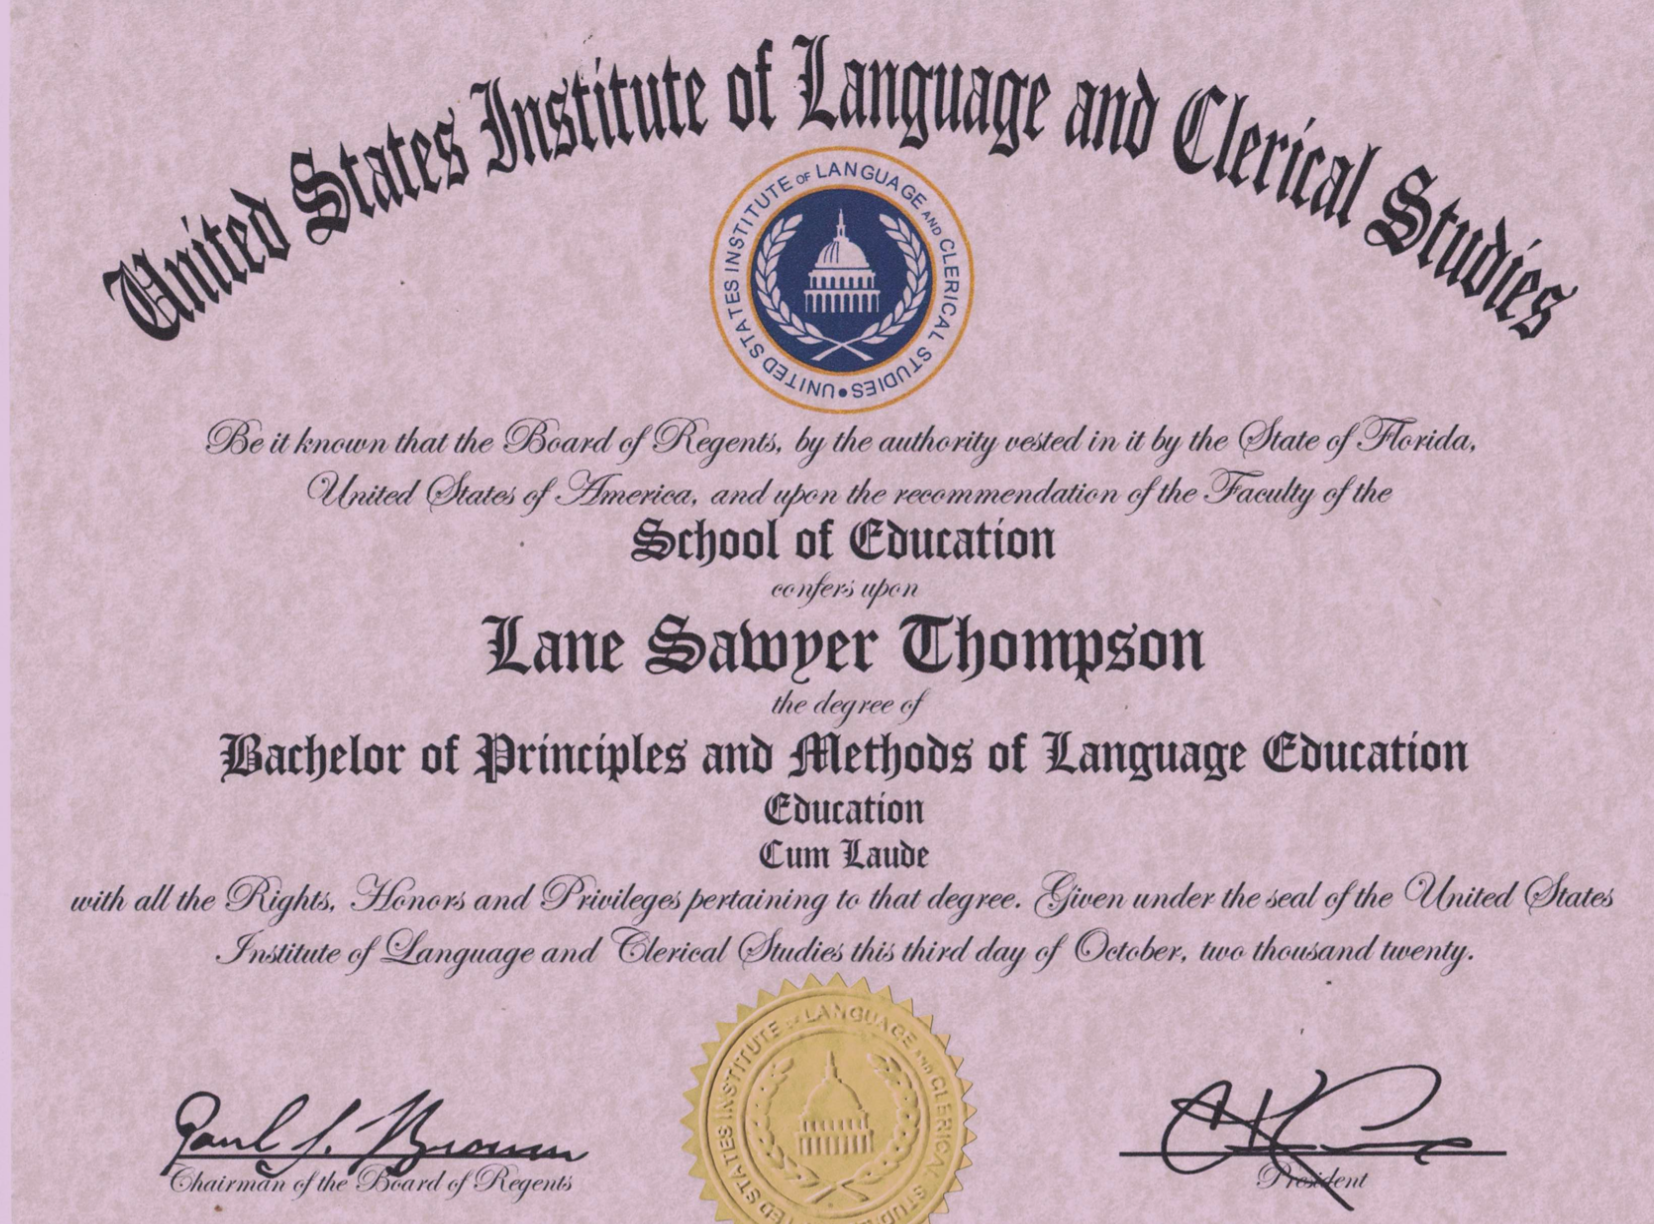 United States Institute of Language and Clerical Studies
UNITED STATES INSTITUTE OF LANGUAGE AND CLERICAL STUDIES •
Be it known that the Board of Regents, by the authority vested in it by the State of Florida,
United States of America, and upon the recommendation of the Faculty of the
School of Education
confers upon
Lane Sawyer Thompson
the degree of
Bachelor of Principles and Methods of Language Education
Education
Cum Laude
with all the Rights, Honors and Privileges pertaining to that degree. Given under the seal of the United States
Institute of Language and Clerical Studies this third day of October, two thousand twenty.
TED STATES INSTITUTE OF LANGUAGE AND CLERICAL STUD
Paul J. Brown
Chairman of the Board of Regents
President